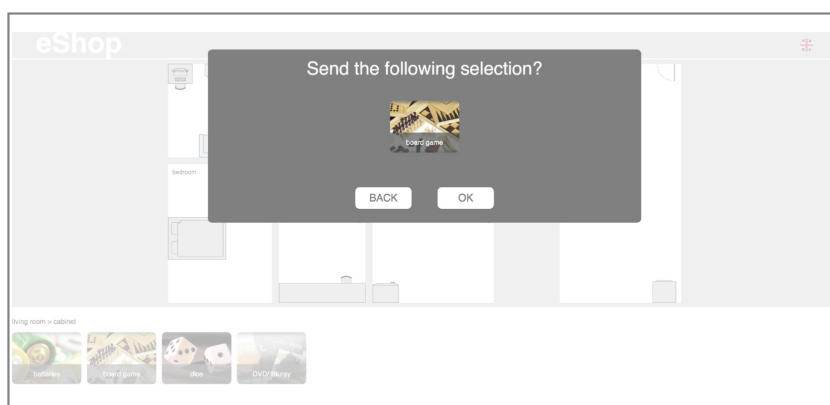 eShop
Send the following selection?
board game
BACK OK
bedroom
living room > cabinet
batteries board game dice DVD/ Bluray